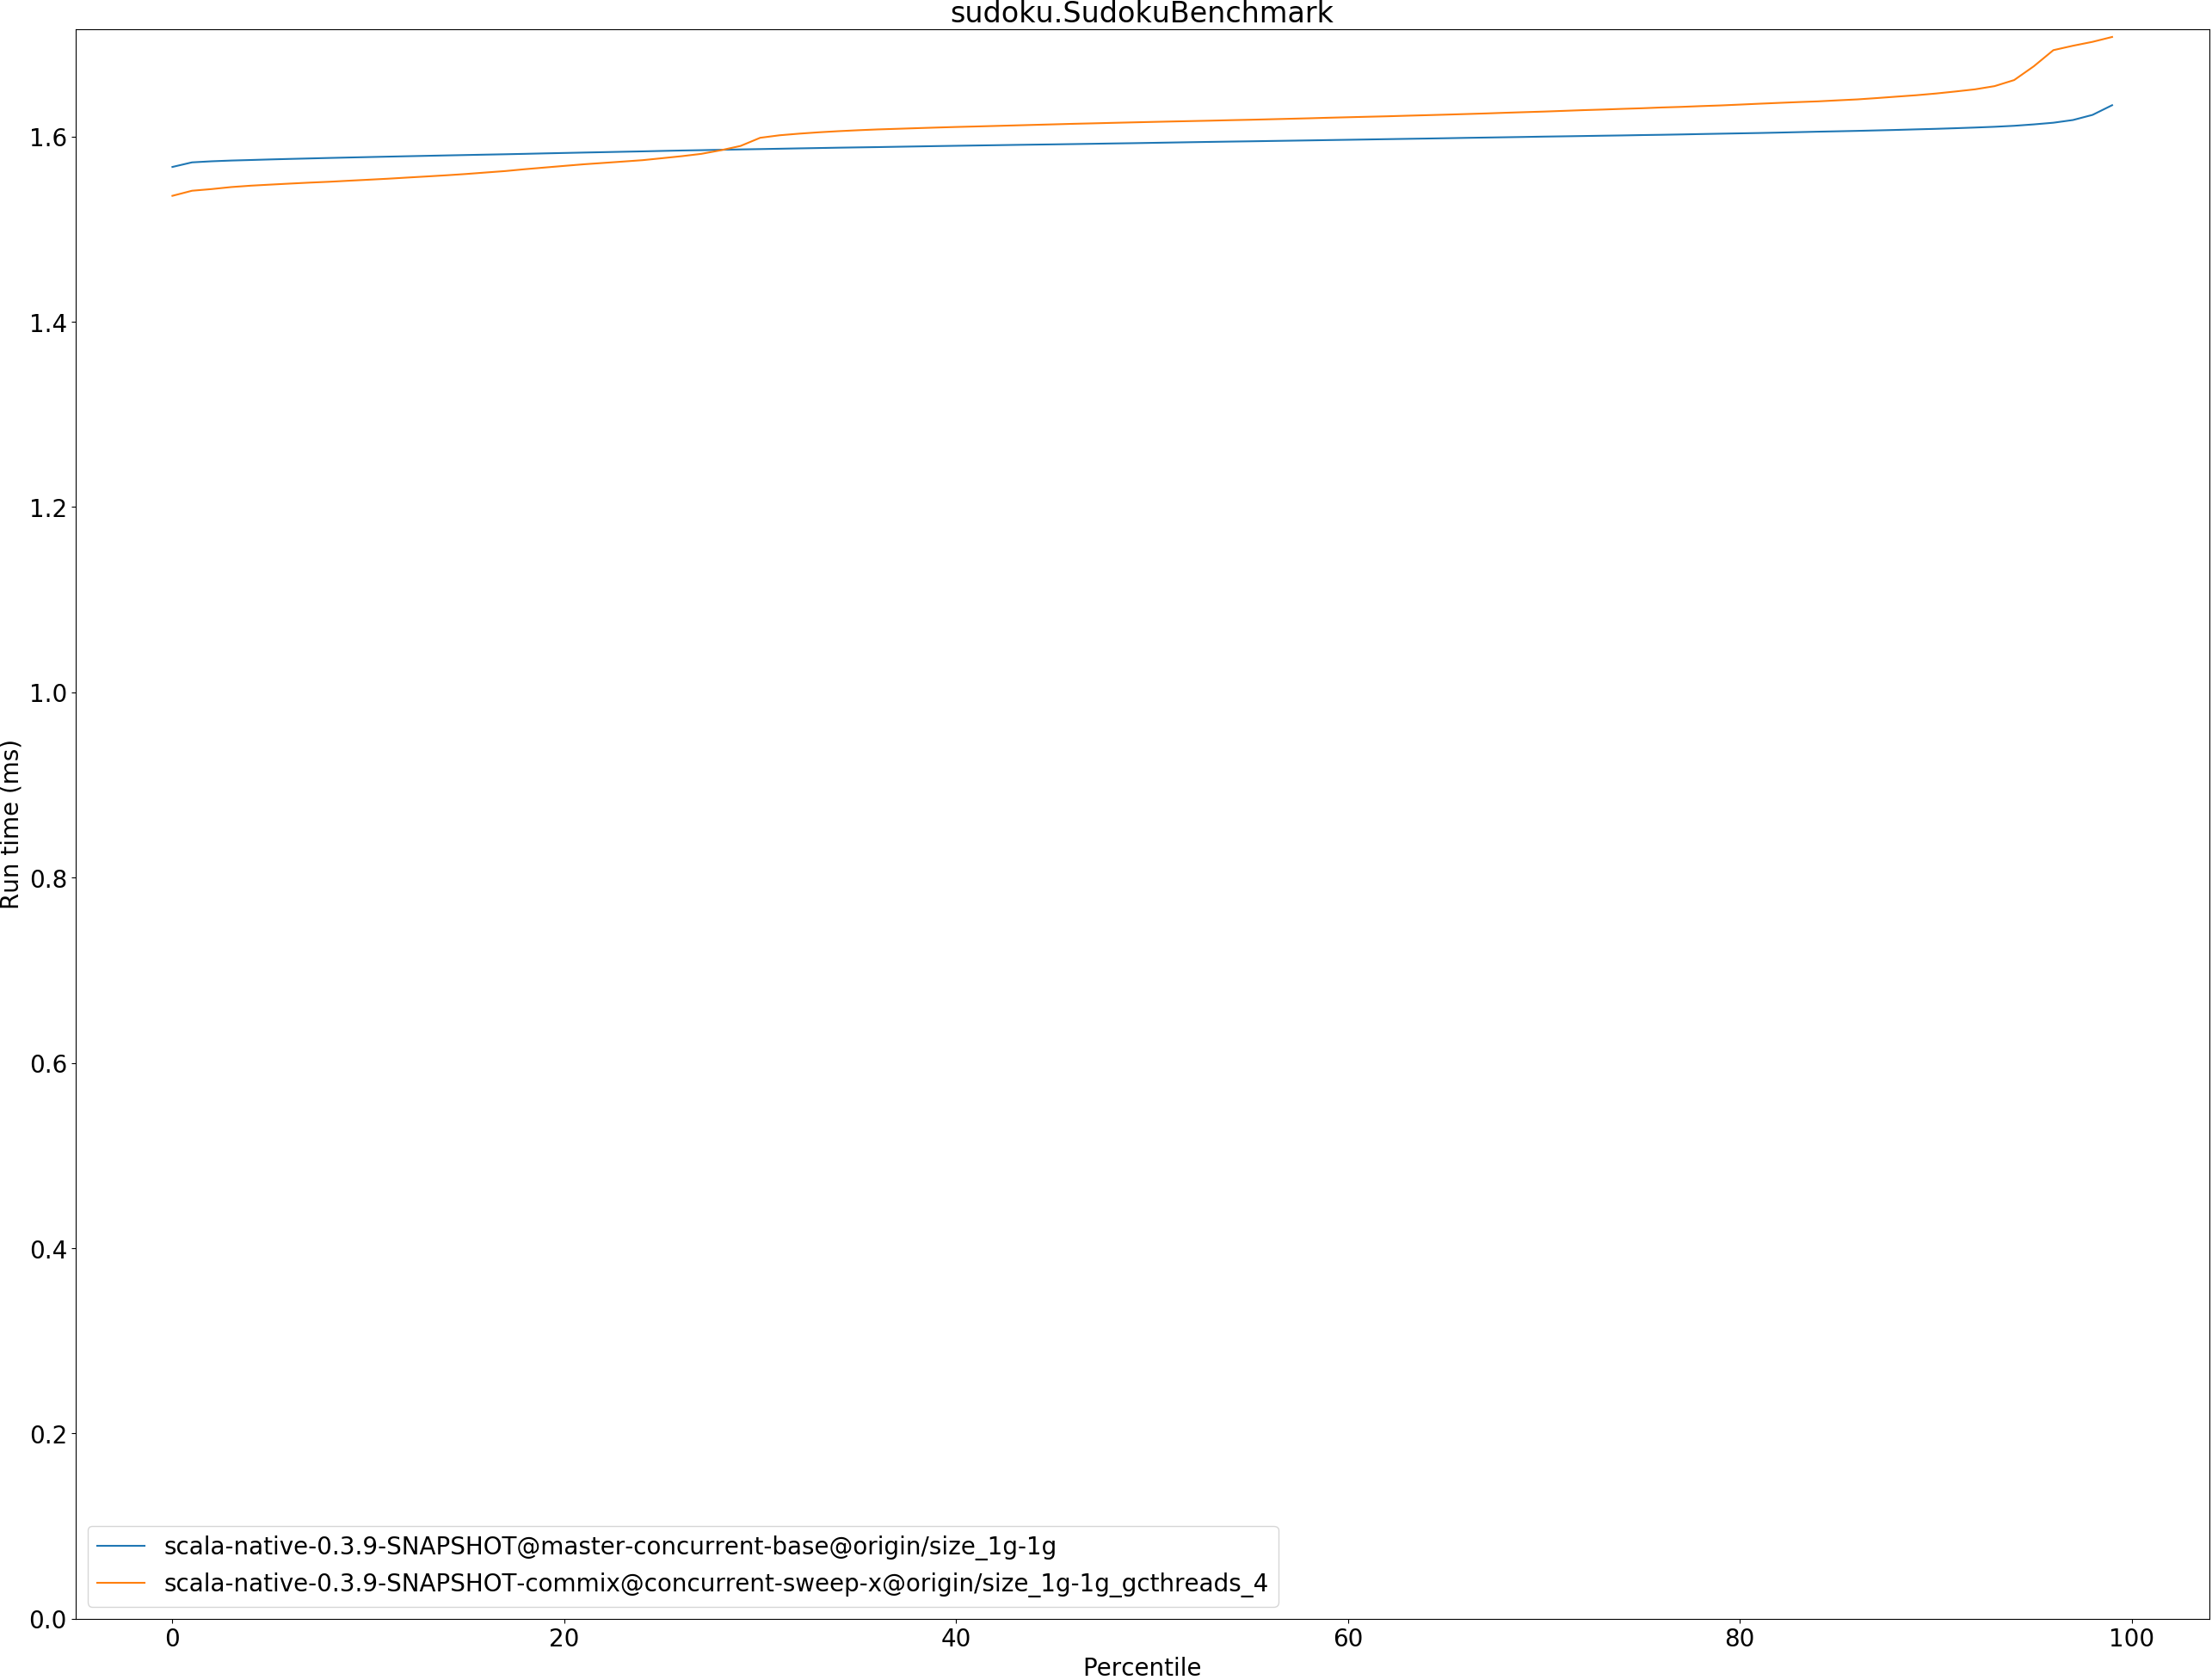 sudoku.SudokuBenchmark
Run time (ms)
1.6
1.4
1.2
1.0
0.8
0.6
0.4
0.2
0.0
scala-native-0.3.9-SNAPSHOT@master-concurrent-base@origin/size_1g-1g
scala-native-0.3.9-SNAPSHOT-commix@concurrent-sweep-x@origin/size_1g-1g_gcthreads_4
0 20 40 60 80 100
Percentile